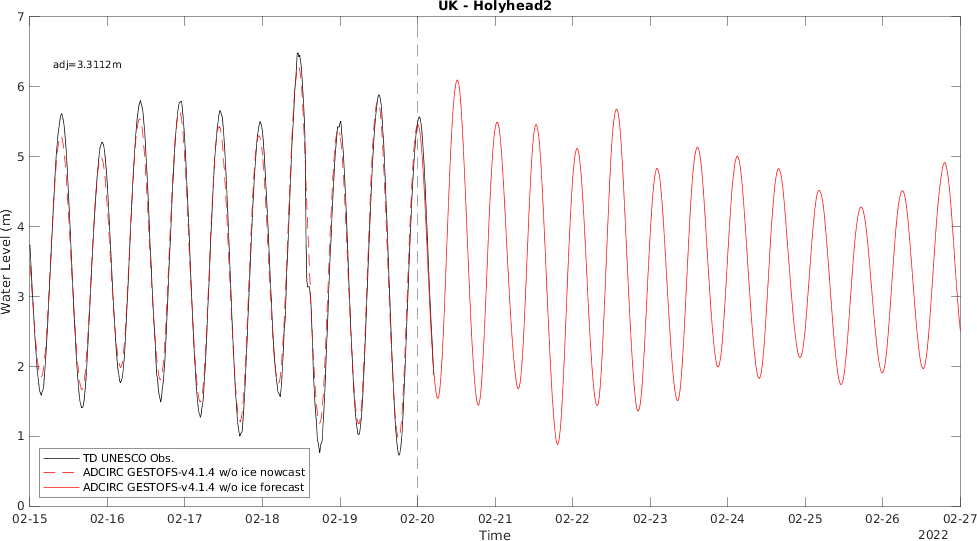 UK - Holyhead2
adj=3.3112m
Water Level (m)
7
6
5
4
3
2
1
0
TD UNESCO Obs.
ADCIRC GESTOFS-v4.1.4 w/o ice nowcast
ADCIRC GESTOFS-v4.1.4 w/o ice forecast
02-15 02-16 02-17 02-18 02-19 02-20 02-21 02-22 02-23 02-24 02-25 02-26 02-27
Time
2022